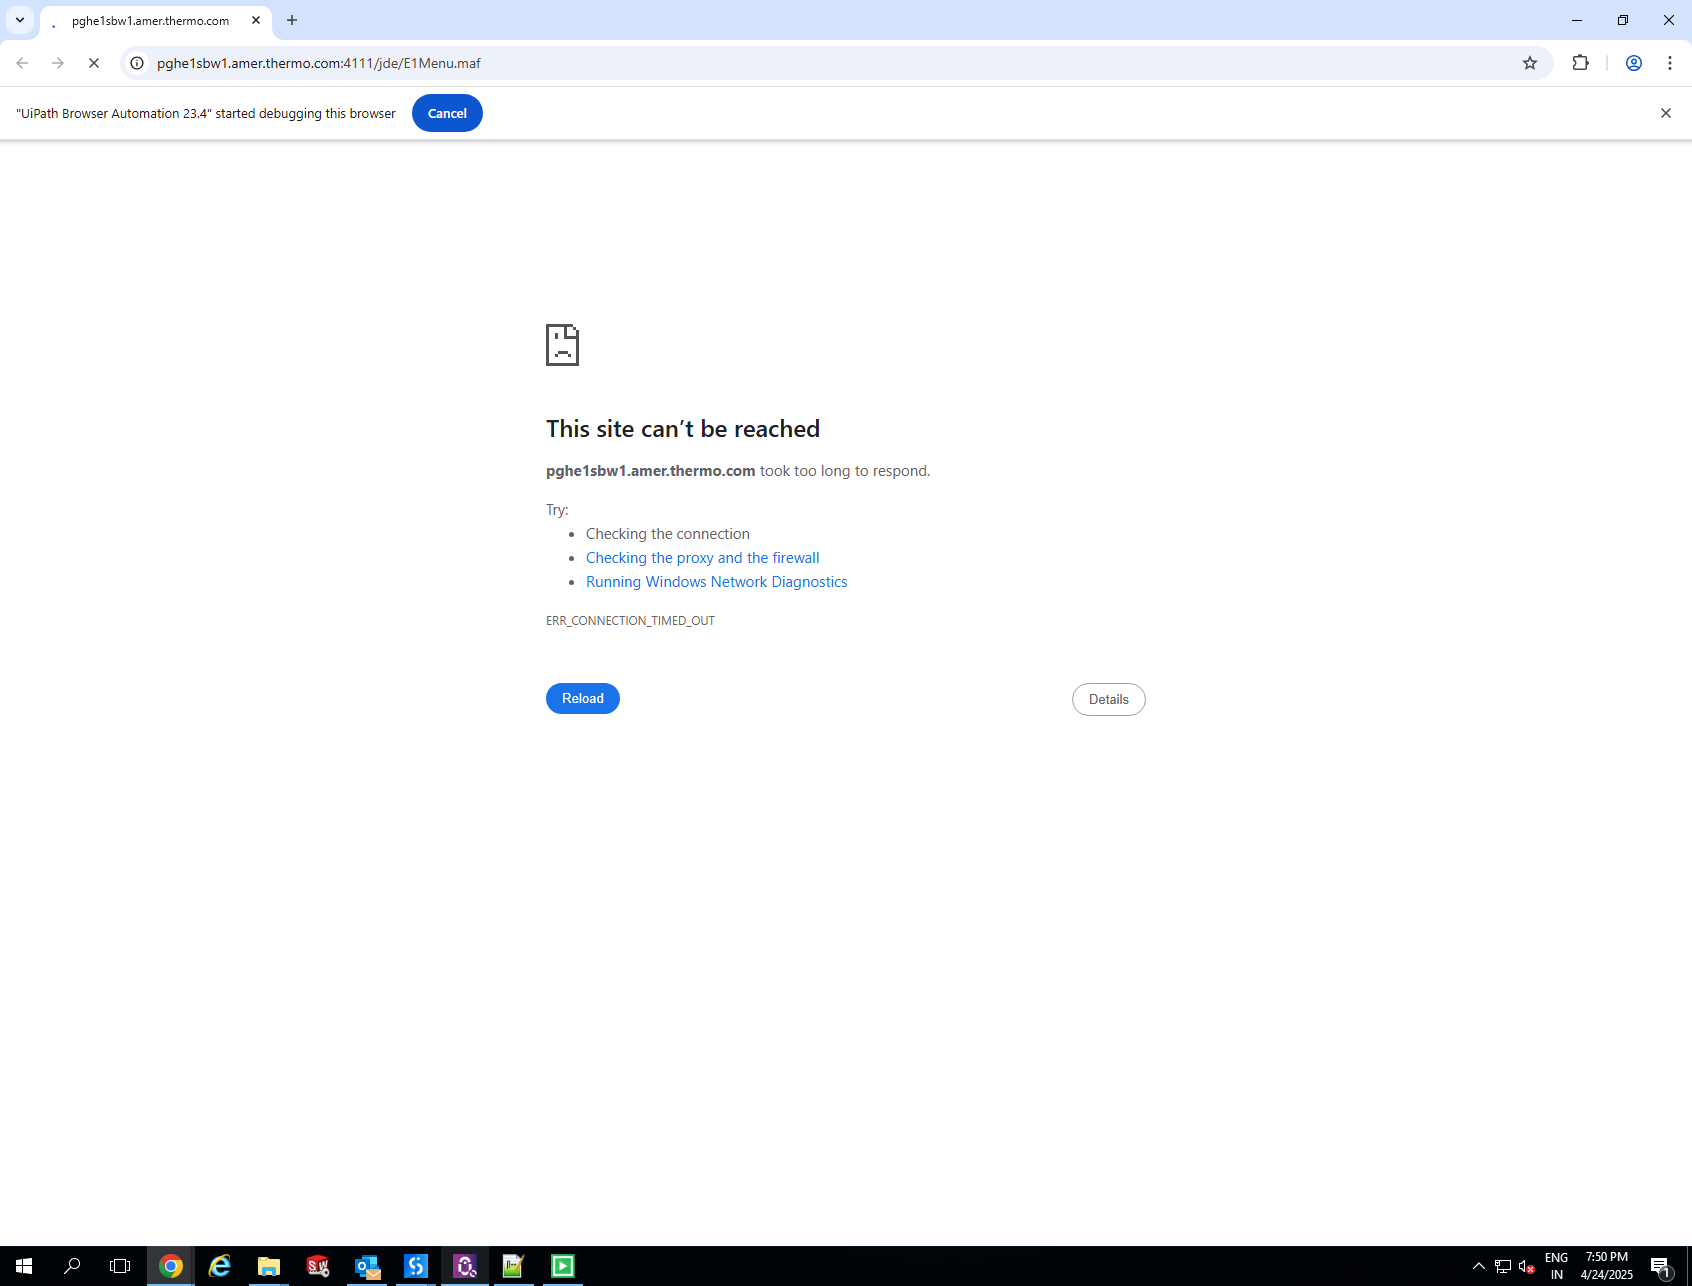 pghe1sbw1.amer.thermo.com
pghe1sbw1.amer.thermo.com:4111/jde/E1Menu.maf
"UiPath Browser Automation 23.4" started debugging this browser
Cancel
This site can’t be reached
pghe1sbw1.amer.thermo.com took too long to respond.
Try:
Checking the connection
Checking the proxy and the firewall
Running Windows Network Diagnostics
ERR_CONNECTION_TIMED_OUT
Reload
Details
SW
ENG
7:50 PM
IN
4/24/2025
1